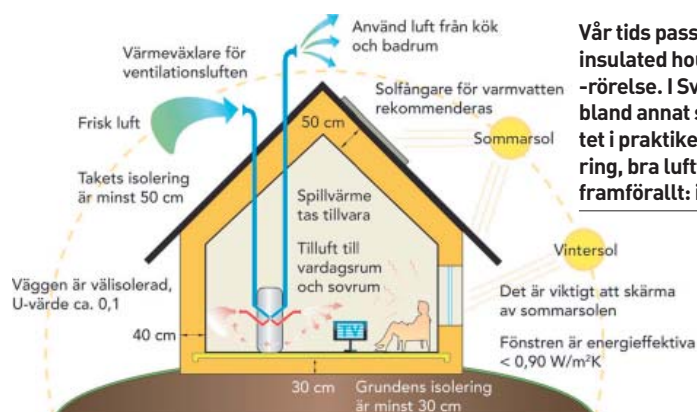 Använd luft från kök
och badrum
Värmeväxlare för
ventilationsluften
Frisk luft
Solfångare för varmvatten
rekommenderas
50 cm
Sommarsol
Takets isolering
är minst 50 cm
Spillvärme
tas tillvara
Tilluft till
vardagsrum
och sovrum
Vintersol
Väggen är välisolerad,
U-värde ca. 0,1
Det är viktigt att skärma
av sommarsolen
40 cm
TV
Fönstren är energieffektiva
< 0,90 W/m²K
30 cm
Grundens isolering
är minst 30 cm
Vår tids pass
insulated hou
-rörelse. I Sv
bland annat s
tet i praktike
ring, bra luft
framförallt: i